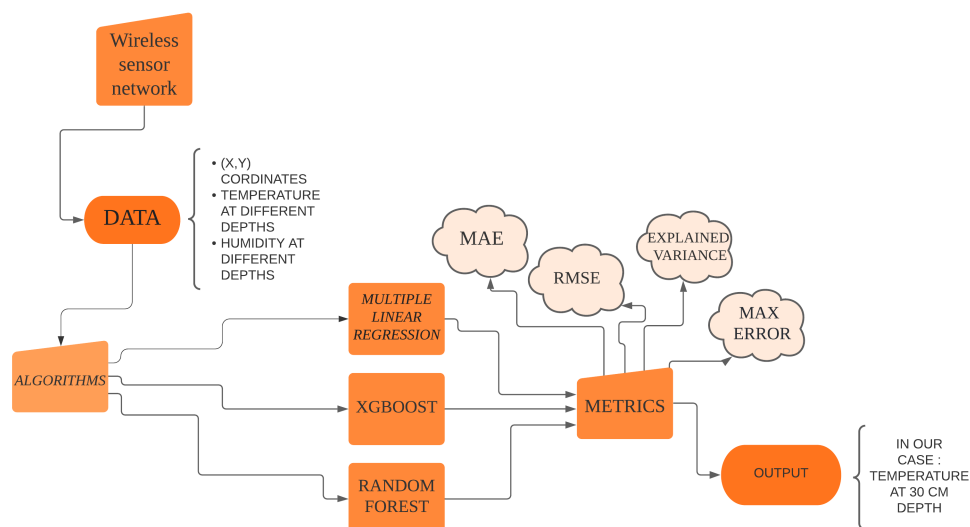 Wireless
sensor
network
DATA
• (X,Y)
CORDINATES
• TEMPERATURE
AT DIFFERENT
DEPTHS
• HUMIDITY AT
DIFFERENT
DEPTHS
ALGORITHMS
MULTIPLE
LINEAR
REGRESSION
XGBOOST
RANDOM
FOREST
MAE
RMSE
EXPLAINED
VARIANCE
MAX
ERROR
METRICS
OUTPUT
IN OUR
CASE :
TEMPERATURE
AT 30 CM
DEPTH